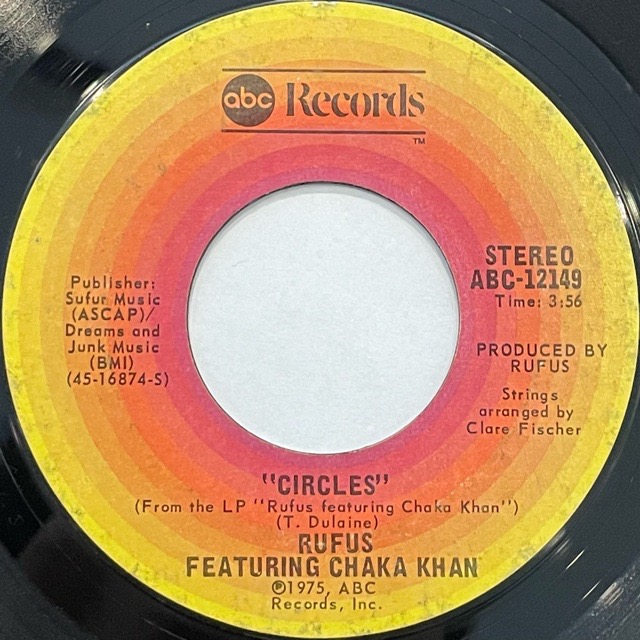 abc Records
TM
STEREO
ABC-12149
Time: 3:56
Publisher:
Sufur Music
(ASCAP)/
Dreams and
Junk Music
(BMI)
(45-16874-S)
PRODUCED BY
RUFUS
Strings
arranged by
Clare Fischer
"CIRCLES"
(From the LP "Rufus featuring Chaka Khan")
(T. Dulaine)
RUFUS
FEATURING CHAKA KHAN
℗1975, ABC
Records, Inc.